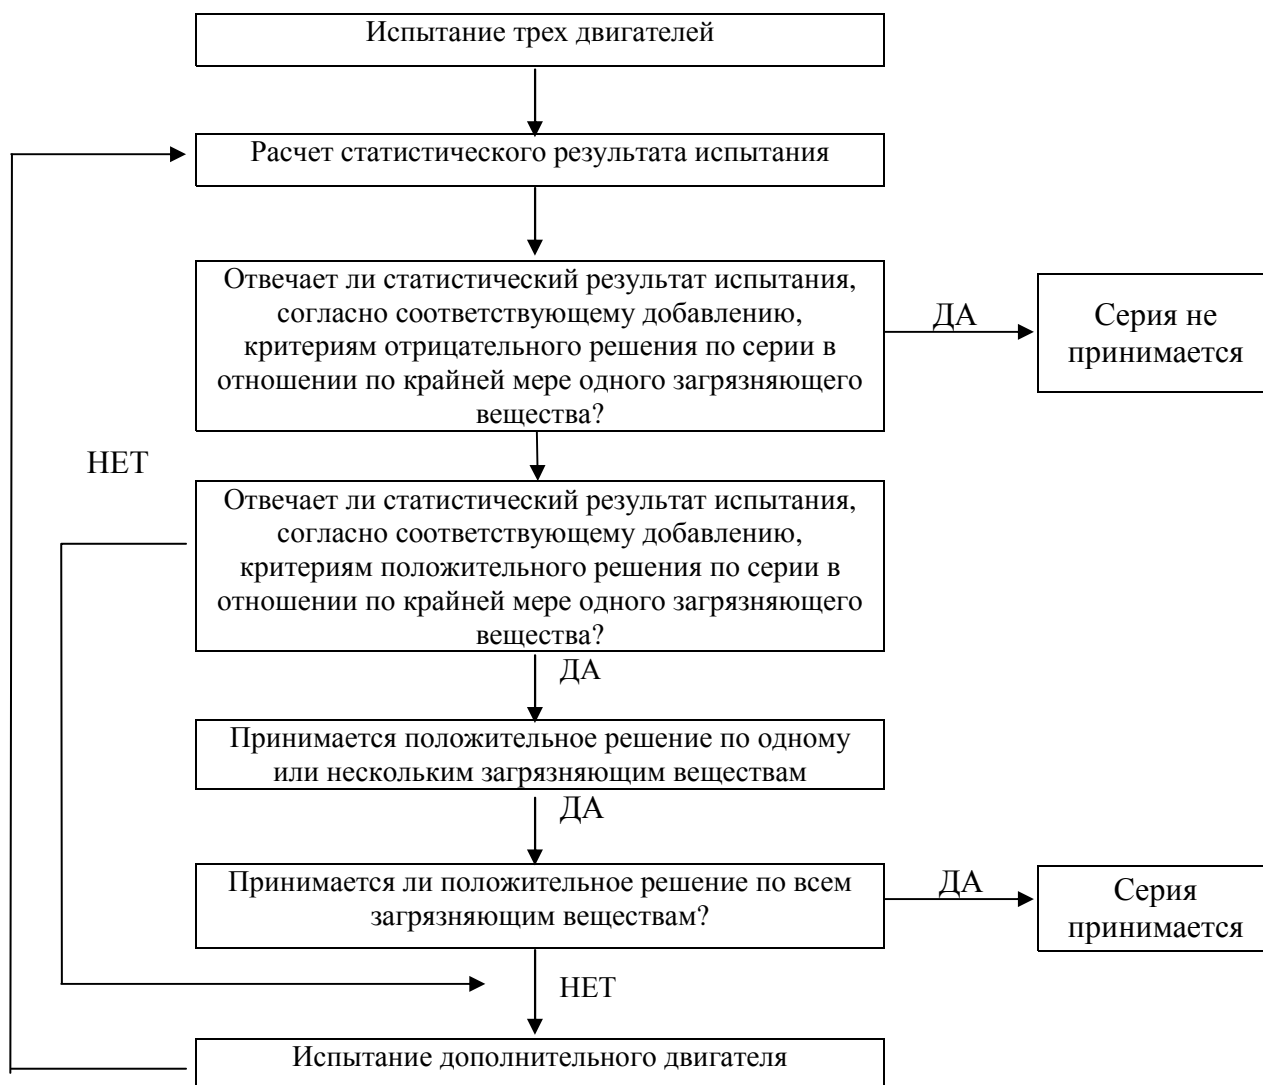 Испытание трех двигателей
Расчет статистического результата испытания
Отвечает ли статистический результат испытания,
согласно соответствующему добавлению,
критериям отрицательного решения по серии в
отношении по крайней мере одного загрязняющего
вещества?
ДА
Серия не
принимается
НЕТ
Отвечает ли статистический результат испытания,
согласно соответствующему добавлению,
критериям положительного решения по серии в
отношении по крайней мере одного загрязняющего
вещества?
ДА
Принимается положительное решение по одному
или нескольким загрязняющим веществам
ДА
Принимается ли положительное решение по всем
загрязняющим веществам?
ДА
Серия
принимается
НЕТ
Испытание дополнительного двигателя